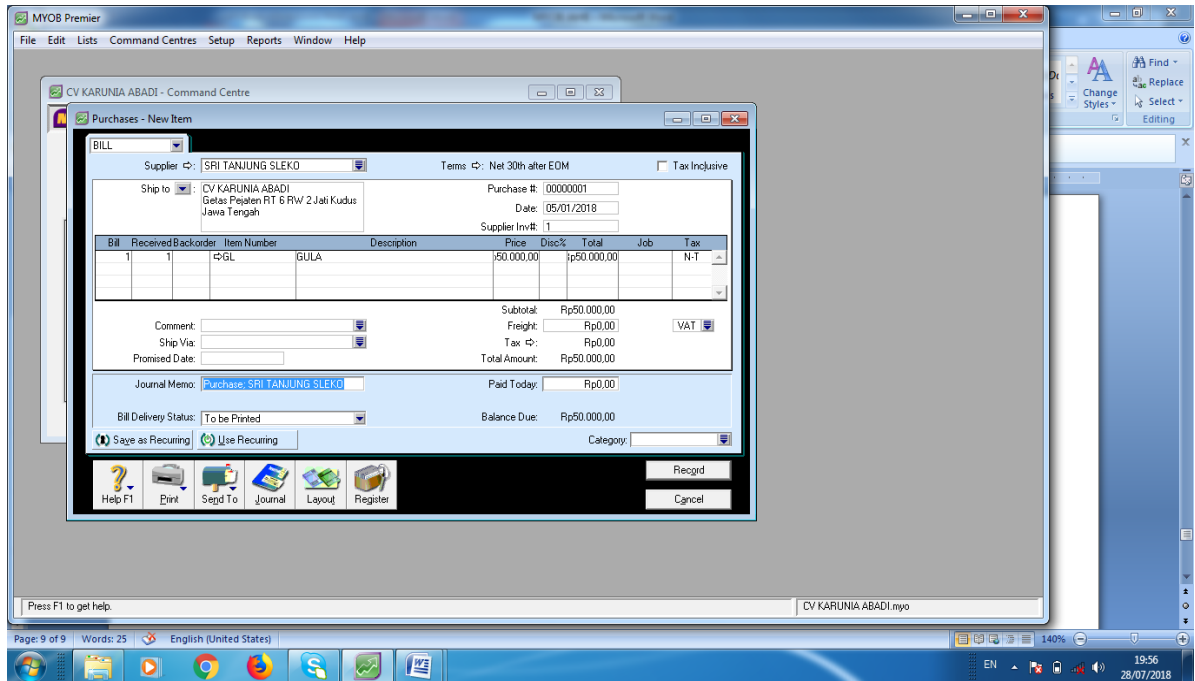 MYOB Premier
File Edit Lists Command Centres Setup Reports Window Help
CV KARUNIA ABADI - Command Centre
Purchases - New Item
BILL
Supplier ⇨: SRI TANJUNG SLEKO Terms ⇨: Net 30th after EOM Tax Inclusive
Ship to : CV KARUNIA ABADI Purchase #: 00000001
Getas Pejaten RT 6 RW 2 Jati Kudus
Jawa Tengah Date: 05/01/2018
Supplier Inv#: 1
Bill Received Backorder Item Number Description Price Disc% Total Job Tax
1 1 ⇨GL GULA 50.000,00 p50.000,00 N-T
Subtotal: Rp50.000,00
Comment: Freight: Rp0,00 VAT
Ship Via: Tax ⇨: Rp0,00
Promised Date: Total Amount: Rp50.000,00
Journal Memo: Purchase; SRI TANJUNG SLEKO Paid Today: Rp0,00
Bill Delivery Status: To be Printed Balance Due: Rp50.000,00
Save as Recurring Use Recurring Category:
Record
Help F1 Print Send To Journal Layout Register Cancel
Press F1 to get help. CV KARUNIA ABADI.myo
Find
Replace
Select
Change
Styles
Editing
Page: 9 of 9 Words: 25 English (United States) 140%
EN 19:56
28/07/2018